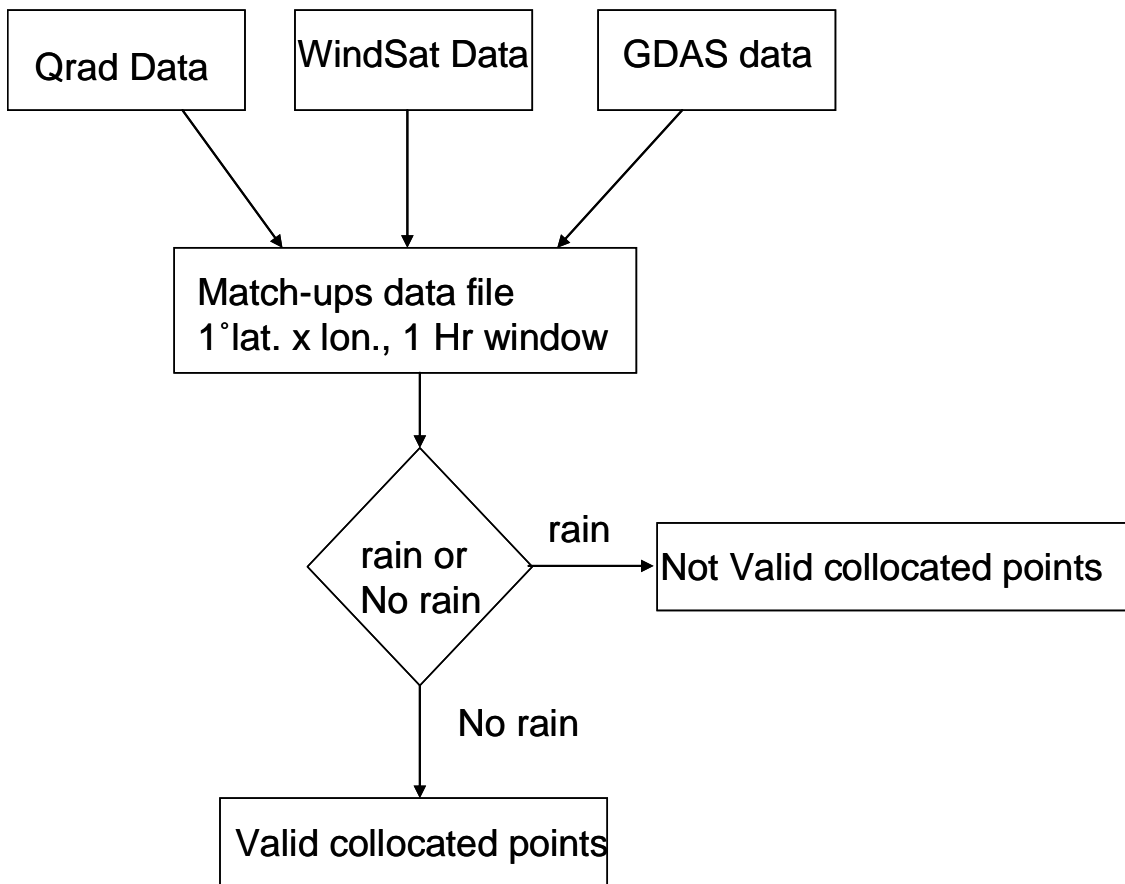 Qrad Data
WindSat Data
GDAS data
Match-ups data file
1˚lat. x lon., 1 Hr window
rain or
No rain
rain
Not Valid collocated points
No rain
Valid collocated points